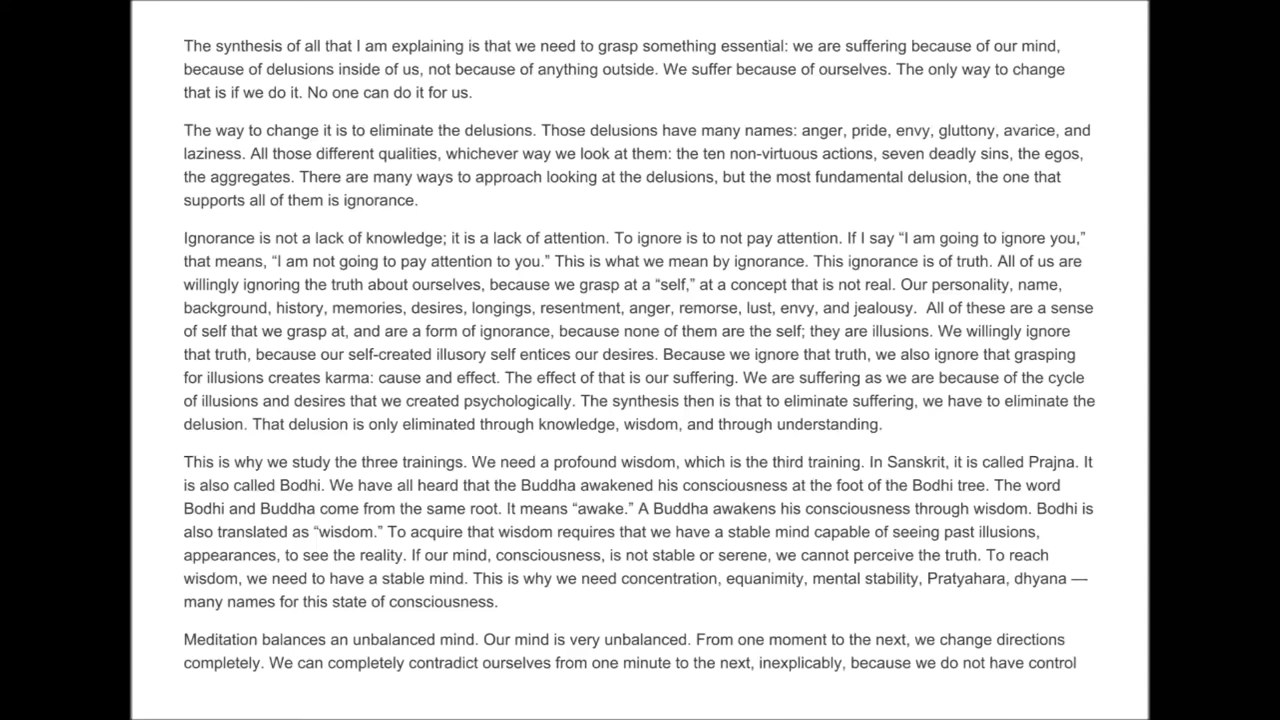 The synthesis of all that I am explaining is that we need to grasp something essential: we are suffering because of our mind,
because of delusions inside of us, not because of anything outside. We suffer because of ourselves. The only way to change
that is if we do it. No one can do it for us.
The way to change it is to eliminate the delusions. Those delusions have many names: anger, pride, envy, gluttony, avarice, and
laziness. All those different qualities, whichever way we look at them: the ten non-virtuous actions, seven deadly sins, the egos,
the aggregates. There are many ways to approach looking at the delusions, but the most fundamental delusion, the one that
supports all of them is ignorance.
Ignorance is not a lack of knowledge; it is a lack of attention. To ignore is to not pay attention. If I say “I am going to ignore you,”
that means, “I am not going to pay attention to you.” This is what we mean by ignorance. This ignorance is of truth. All of us are
willingly ignoring the truth about ourselves, because we grasp at a “self,” at a concept that is not real. Our personality, name,
background, history, memories, desires, longings, resentment, anger, remorse, lust, envy, and jealousy.  All of these are a sense
of self that we grasp at, and are a form of ignorance, because none of them are the self; they are illusions. We willingly ignore
that truth, because our self-created illusory self entices our desires. Because we ignore that truth, we also ignore that grasping
for illusions creates karma: cause and effect. The effect of that is our suffering. We are suffering as we are because of the cycle
of illusions and desires that we created psychologically. The synthesis then is that to eliminate suffering, we have to eliminate the
delusion. That delusion is only eliminated through knowledge, wisdom, and through understanding.
This is why we study the three trainings. We need a profound wisdom, which is the third training. In Sanskrit, it is called Prajna. It
is also called Bodhi. We have all heard that the Buddha awakened his consciousness at the foot of the Bodhi tree. The word
Bodhi and Buddha come from the same root. It means “awake.” A Buddha awakens his consciousness through wisdom. Bodhi is
also translated as “wisdom.” To acquire that wisdom requires that we have a stable mind capable of seeing past illusions,
appearances, to see the reality. If our mind, consciousness, is not stable or serene, we cannot perceive the truth. To reach
wisdom, we need to have a stable mind. This is why we need concentration, equanimity, mental stability, Pratyahara, dhyana —
many names for this state of consciousness.
Meditation balances an unbalanced mind. Our mind is very unbalanced. From one moment to the next, we change directions
completely. We can completely contradict ourselves from one minute to the next, inexplicably, because we do not have control